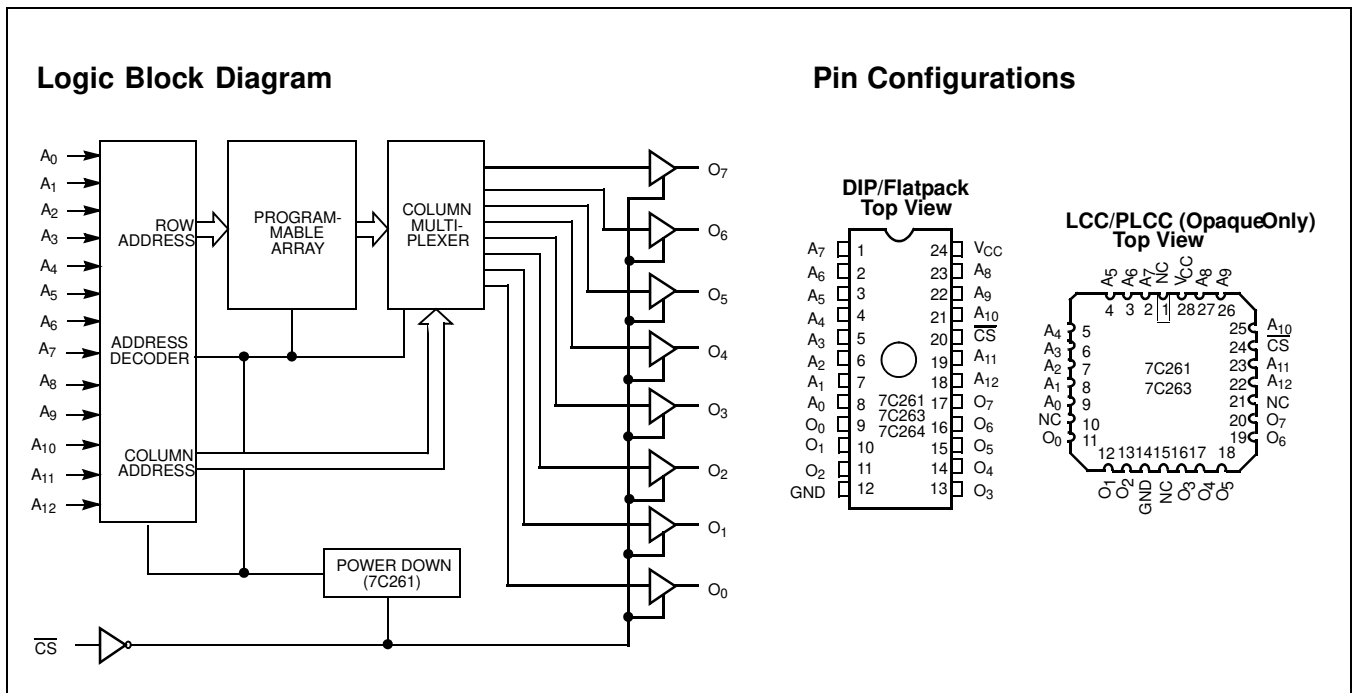 Logic Block Diagram
A0
A1
A2
A3
A4
A5
A6
A7
A8
A9
A10
A11
A12
ROW
ADDRESS
ADDRESS
DECODER
COLUMN
ADDRESS
PROGRAM-
MABLE
ARRAY
COLUMN
MULTI-
PLEXER
POWER DOWN
(7C261)
CS
O7
O6
O5
O4
O3
O2
O1
O0
Pin Configurations
DIP/Flatpack
Top View
A7 1 24 VCC
A6 2 23 A8
A5 3 22 A9
A4 4 21 A10
A3 5 20 CS
A2 6 19 A11
A1 7 18 A12
A0 8 7C261 17 O7
O0 9 7C263 16 O6
7C264
O1 10 15 O5
O2 11 14 O4
GND 12 13 O3
LCC/PLCC (OpaqueOnly)
Top View
A5 A6 A7 NC VCC A8 A9
4 3 2 1 28 27 26
A4 5 25 A10
A3 6 24 CS
A2 7 7C261 23 A11
A1 8 7C263 22 A12
A0 9 21 NC
NC 10 20 O7
O0 11 19 O6
12 13 14 15 16 17 18
O1 O2 GND NC O3 O4 O5